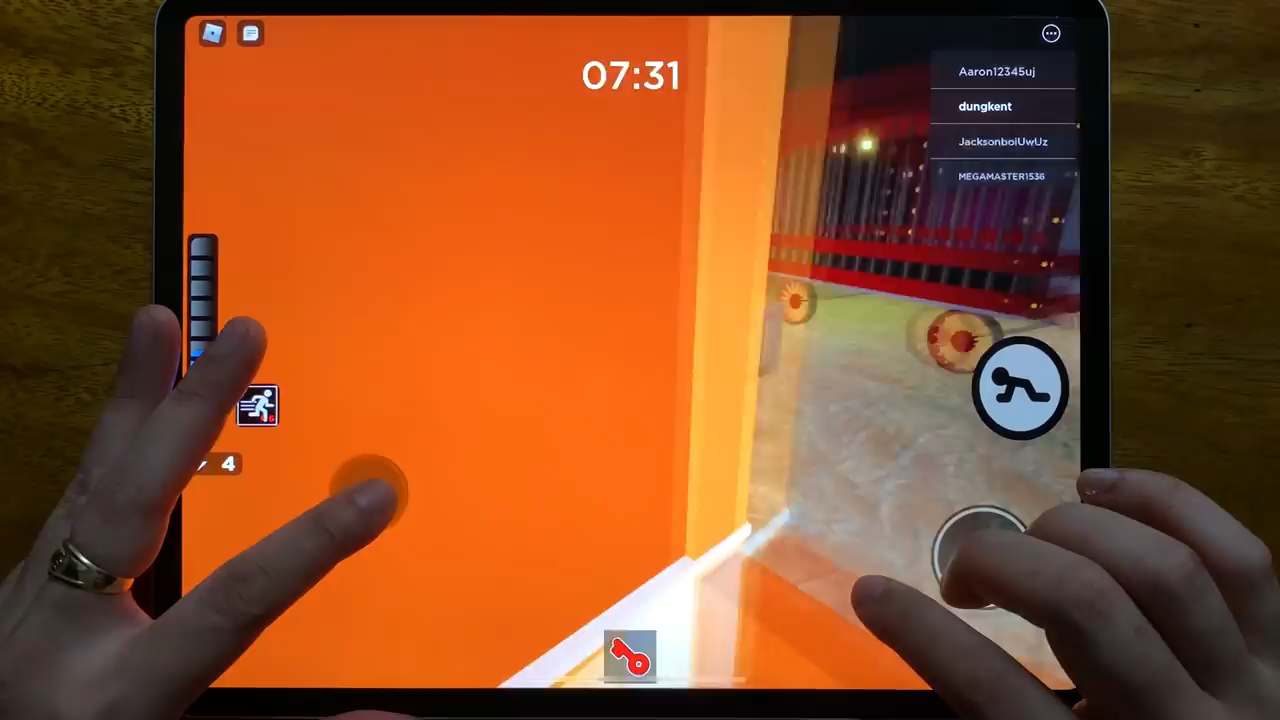 07:31
Aaron12345uj
dungkent
JacksonboiUwUz
MEGAMASTER1536
4